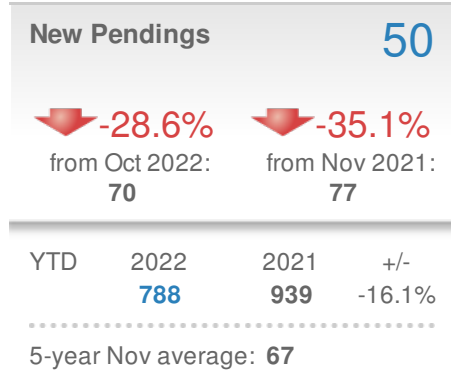 New Pendings 50
-28.6% -35.1%
from Oct 2022: from Nov 2021:
70 77
YTD 2022 2021 +/-
788 939 -16.1%
5-year Nov average: 67